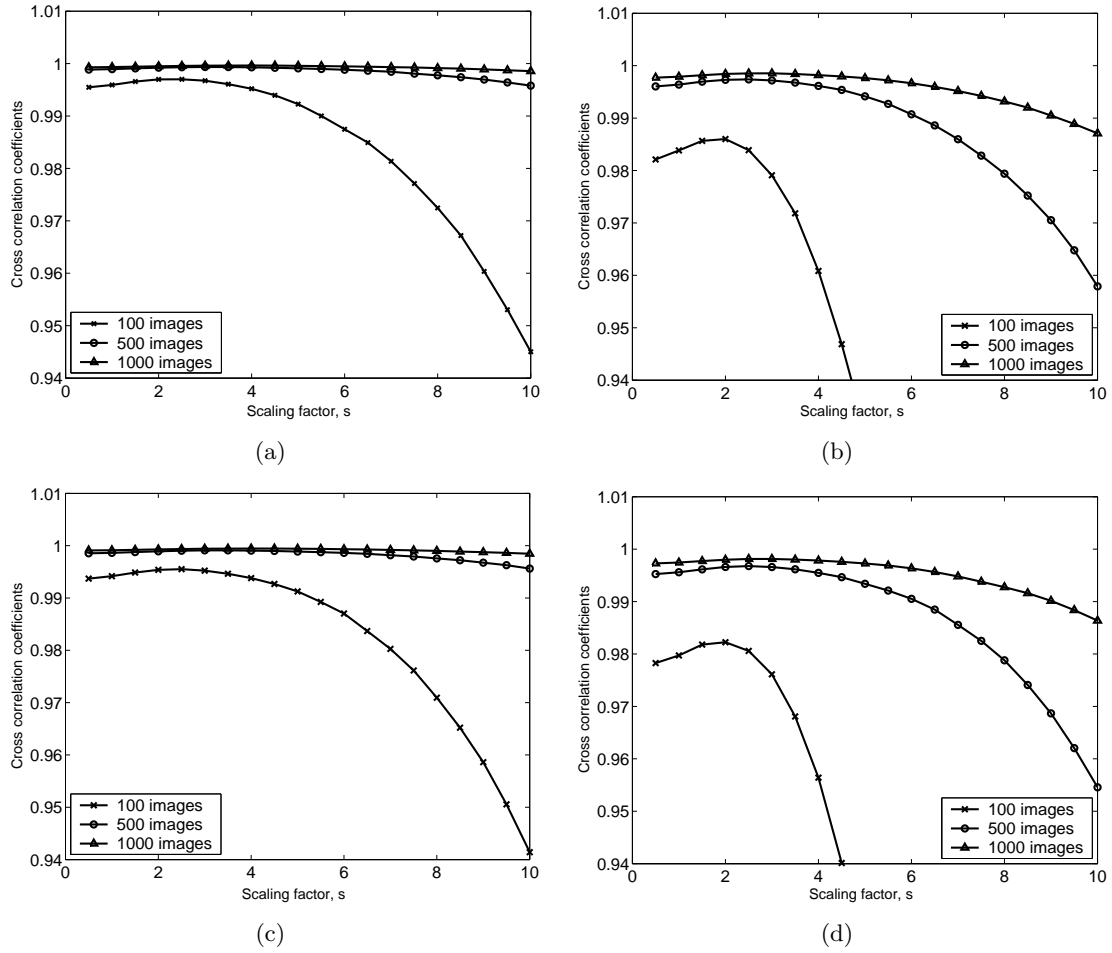 1.01
1
0.99
0.98
0.97
0.96
0.95
0.94
Cross correlation coefficients
100 images
500 images
1000 images
0 2 4 6 8 10
Scaling factor, s
(a)
1.01
1
0.99
0.98
0.97
0.96
0.95
0.94
Cross correlation coefficients
100 images
500 images
1000 images
0 2 4 6 8 10
Scaling factor, s
(b)
1.01
1
0.99
0.98
0.97
0.96
0.95
0.94
Cross correlation coefficients
100 images
500 images
1000 images
0 2 4 6 8 10
Scaling factor, s
(c)
1.01
1
0.99
0.98
0.97
0.96
0.95
0.94
Cross correlation coefficients
100 images
500 images
1000 images
0 2 4 6 8 10
Scaling factor, s
(d)